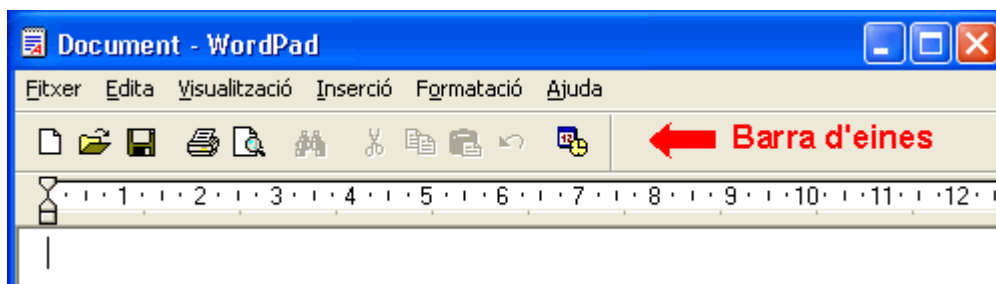 Document - WordPad
Fitxer Edita Visualització Inserció Formatació Ajuda
12
Barra d'eines
1 2 3 4 5 6 7 8 9 10 11 12